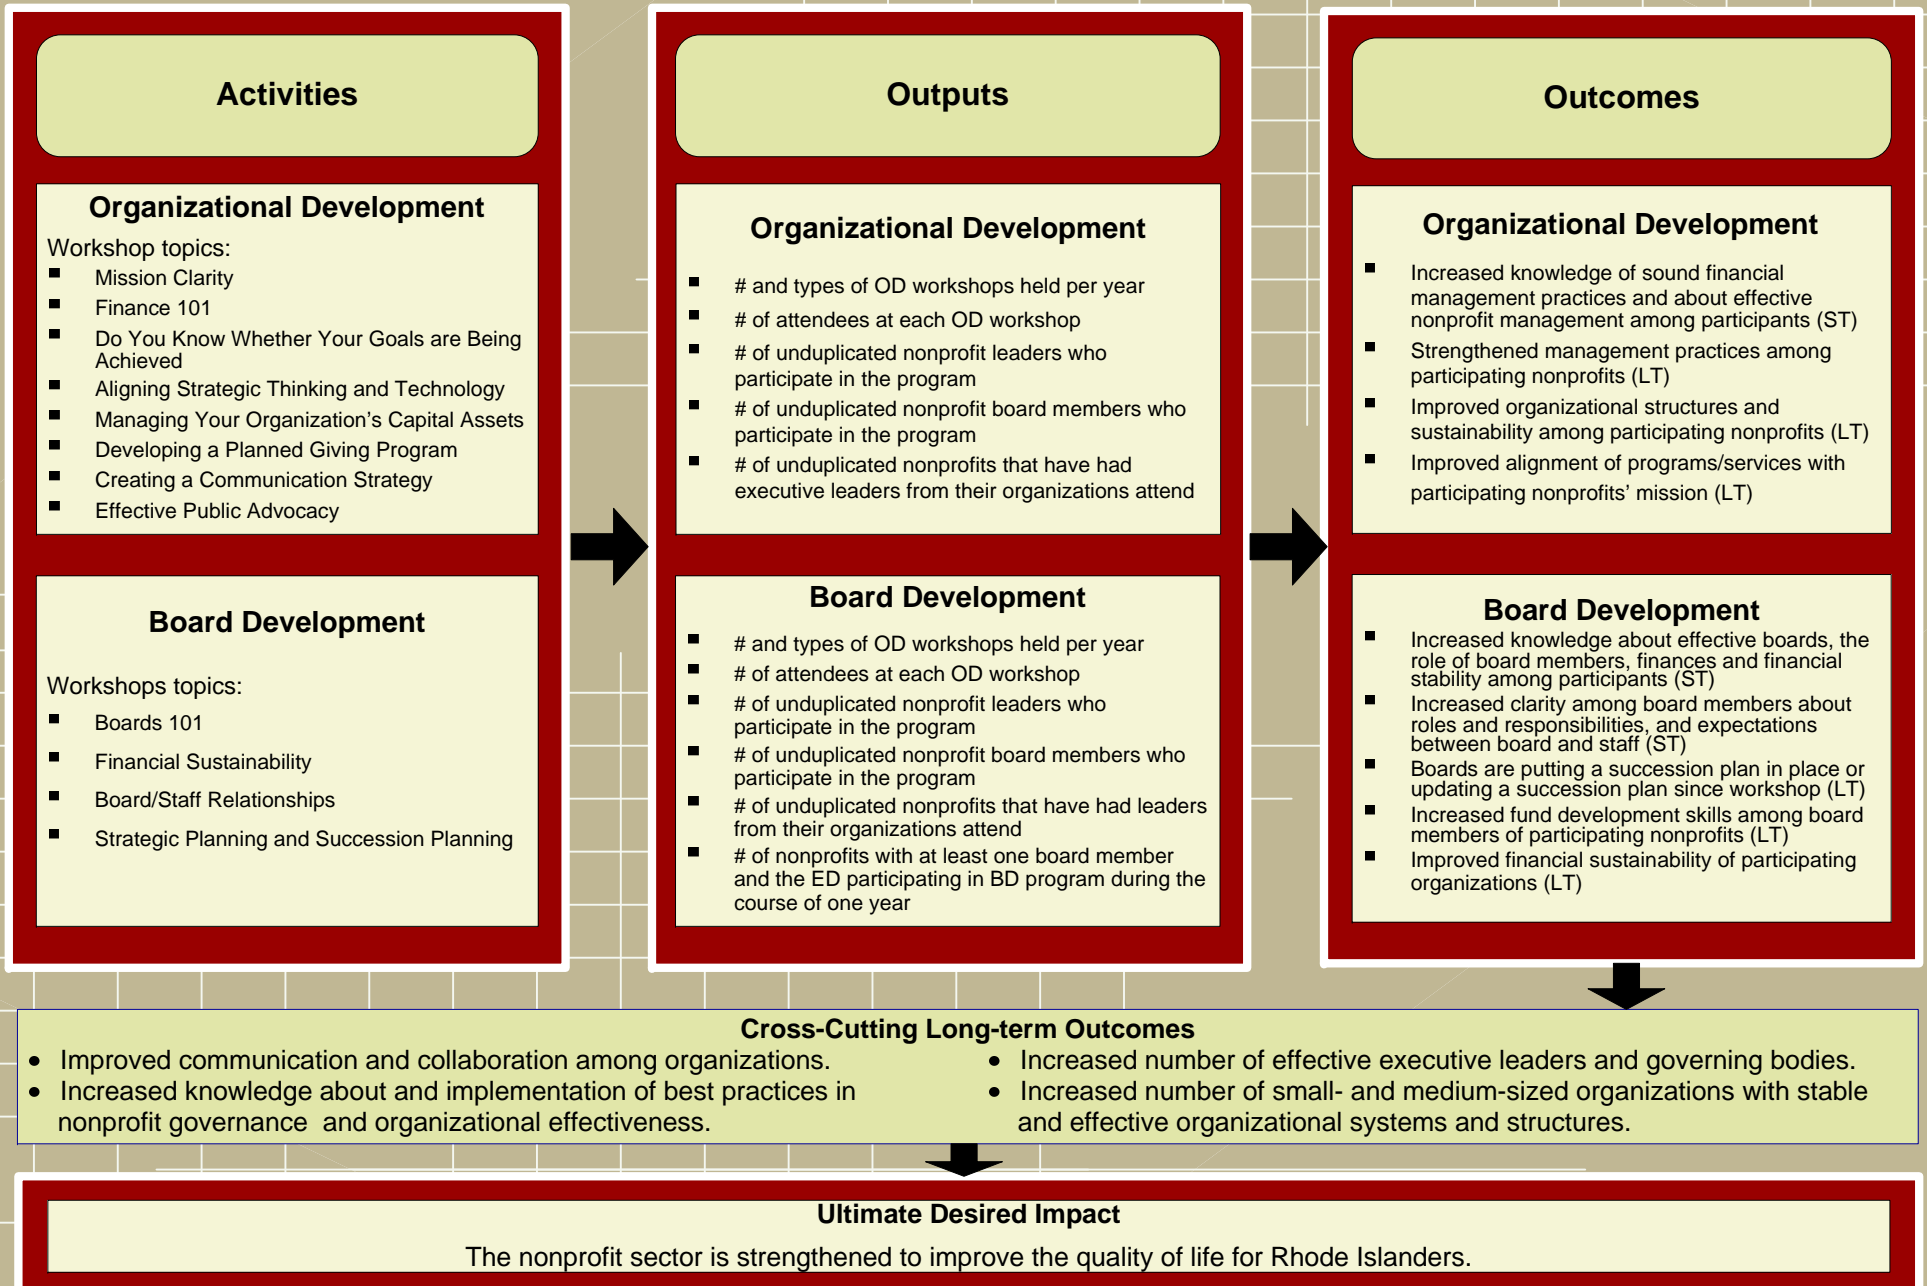 Activities
Organizational Development
Workshop topics:
▪ Mission Clarity
▪ Finance 101
▪ Do You Know Whether Your Goals are Being
Achieved
▪ Aligning Strategic Thinking and Technology
▪ Managing Your Organization’s Capital Assets
▪ Developing a Planned Giving Program
▪ Creating a Communication Strategy
▪ Effective Public Advocacy
Board Development
Workshops topics:
▪ Boards 101
▪ Financial Sustainability
▪ Board/Staff Relationships
▪ Strategic Planning and Succession Planning
Outputs
Organizational Development
▪ # and types of OD workshops held per year
▪ # of attendees at each OD workshop
▪ # of unduplicated nonprofit leaders who
participate in the program
▪ # of unduplicated nonprofit board members who
participate in the program
▪ # of unduplicated nonprofits that have had
executive leaders from their organizations attend
Board Development
▪ # and types of OD workshops held per year
▪ # of attendees at each OD workshop
▪ # of unduplicated nonprofit leaders who
participate in the program
▪ # of unduplicated nonprofit board members who
participate in the program
▪ # of unduplicated nonprofits that have had leaders
from their organizations attend
▪ # of nonprofits with at least one board member
and the ED participating in BD program during the
course of one year
Outcomes
Organizational Development
▪ Increased knowledge of sound financial
management practices and about effective
nonprofit management among participants (ST)
▪ Strengthened management practices among
participating nonprofits (LT)
▪ Improved organizational structures and
sustainability among participating nonprofits (LT)
▪ Improved alignment of programs/services with
participating nonprofits’ mission (LT)
Board Development
▪ Increased knowledge about effective boards, the
role of board members, finances and financial
stability among participants (ST)
▪ Increased clarity among board members about
roles and responsibilities, and expectations
between board and staff (ST)
▪ Boards are putting a succession plan in place or
updating a succession plan since workshop (LT)
▪ Increased fund development skills among board
members of participating nonprofits (LT)
▪ Improved financial sustainability of participating
organizations (LT)
Cross-Cutting Long-term Outcomes
• Improved communication and collaboration among organizations.
• Increased knowledge about and implementation of best practices in
nonprofit governance and organizational effectiveness.
• Increased number of effective executive leaders and governing bodies.
• Increased number of small- and medium-sized organizations with stable
and effective organizational systems and structures.
Ultimate Desired Impact
The nonprofit sector is strengthened to improve the quality of life for Rhode Islanders.